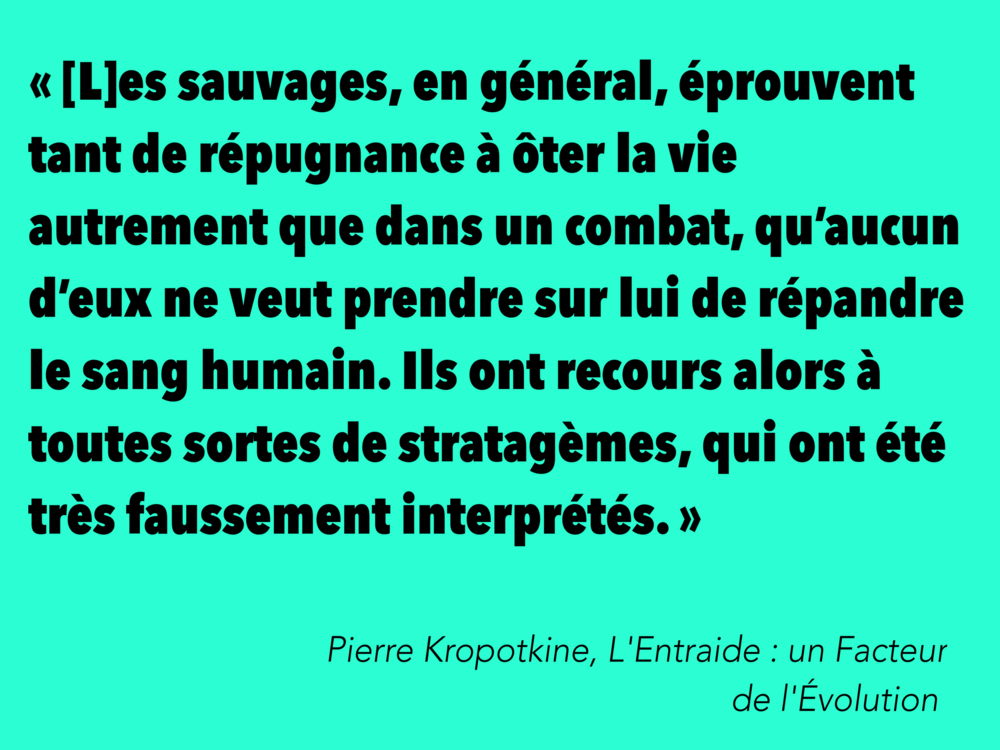 « [L]es sauvages, en général, éprouvent
tant de répugnance à ôter la vie
autrement que dans un combat, qu’aucun
d’eux ne veut prendre sur lui de répandre
le sang humain. Ils ont recours alors à
toutes sortes de stratagèmes, qui ont été
très faussement interprétés. »
Pierre Kropotkine, L'Entraide : un Facteur
de l'Évolution